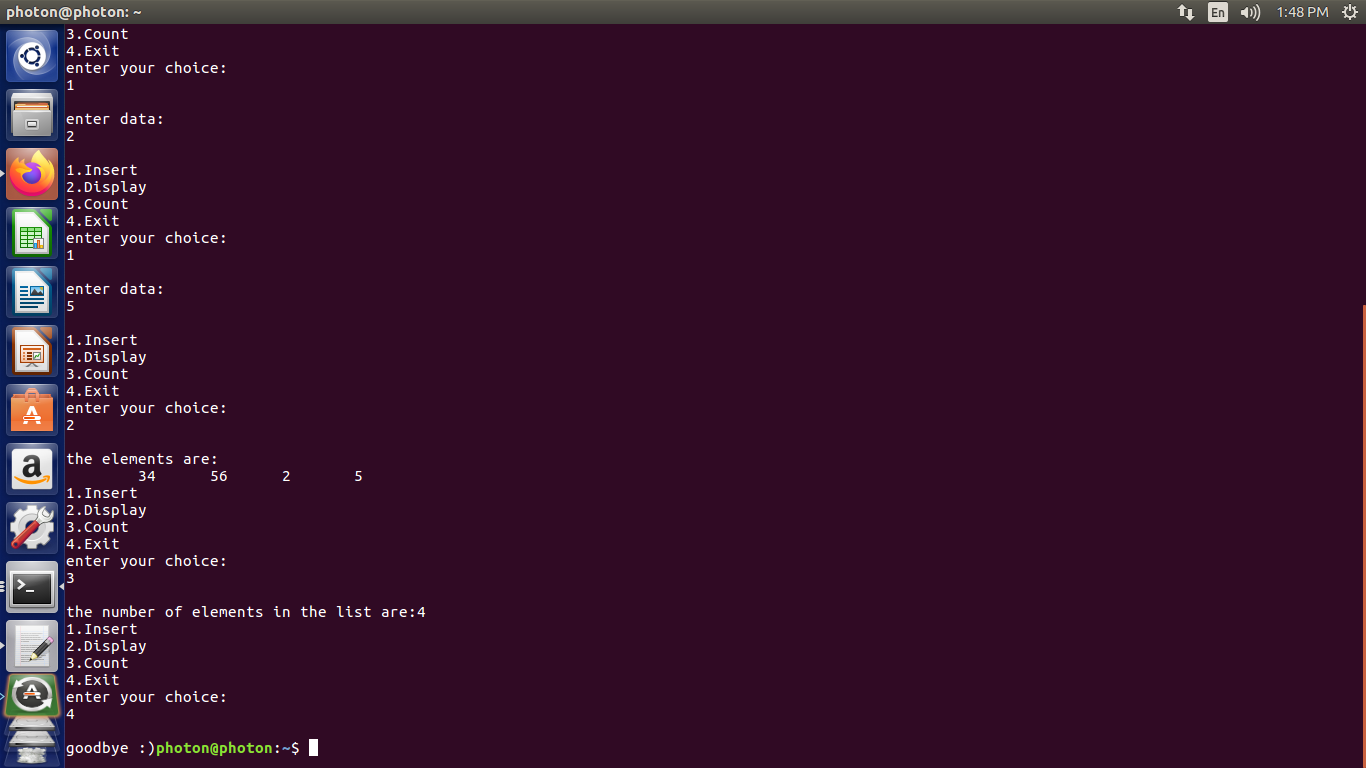 photon@photon: ~
En
1:48 PM
3.Count
4.Exit
enter your choice:
1
enter data:
2
1.Insert
2.Display
3.Count
4.Exit
enter your choice:
1
enter data:
5
1.Insert
2.Display
3.Count
4.Exit
enter your choice:
2
the elements are:
34 56 2 5
1.Insert
2.Display
3.Count
4.Exit
enter your choice:
3
the number of elements in the list are:4
1.Insert
2.Display
3.Count
4.Exit
enter your choice:
4
goodbye :)photon@photon:~$